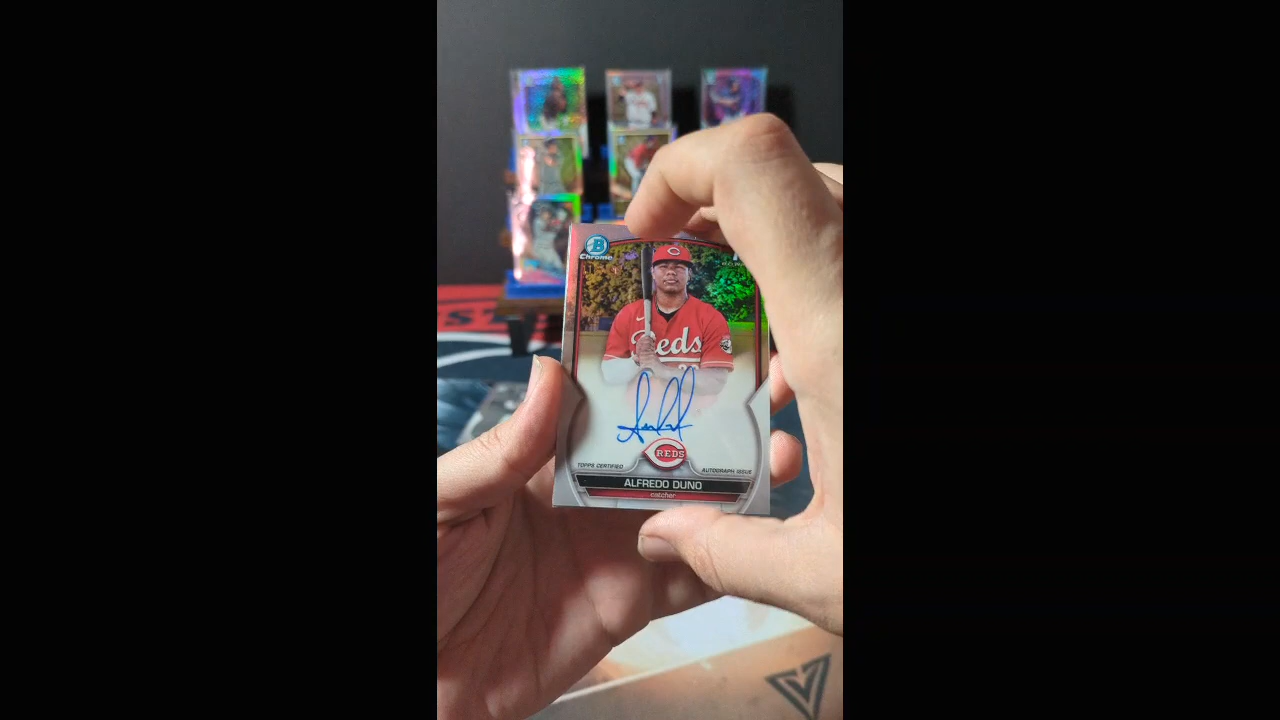 B
Chrome
Reds
REDS
TOPPS CERTIFIED
AUTOGRAPH ISSUE
ALFREDO DUNO
catcher